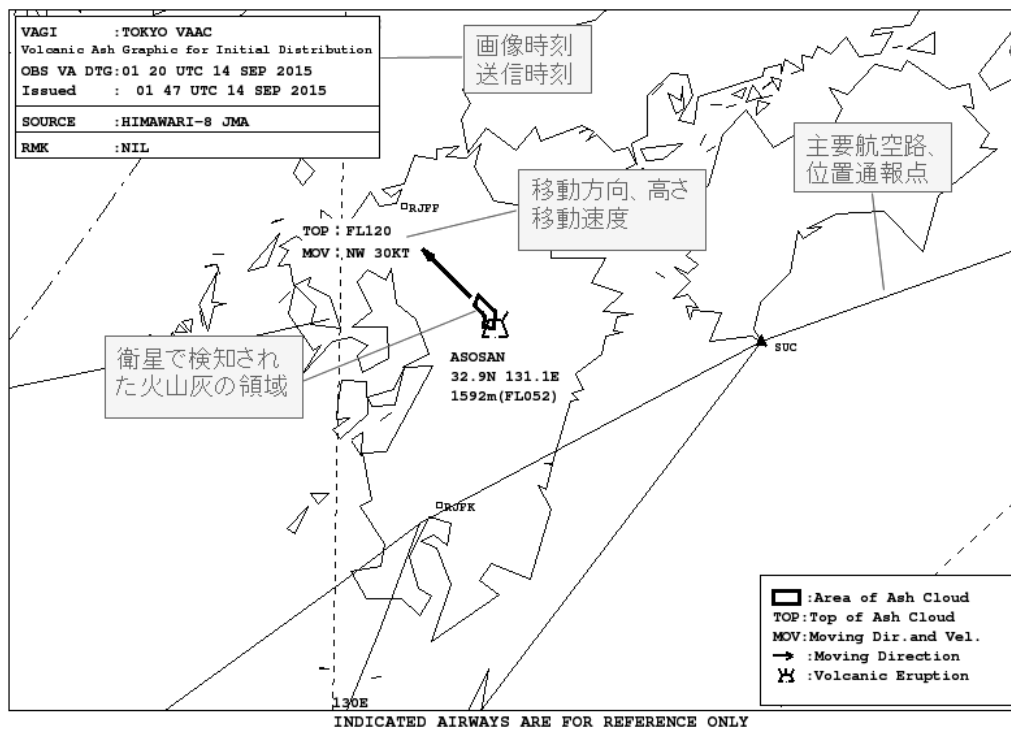 VAGI :TOKYO VAAC
Volcanic Ash Graphic for Initial Distribution
OBS VA DTG:01 20 UTC 14 SEP 2015
Issued : 01 47 UTC 14 SEP 2015
SOURCE :HIMAWARI-8 JMA
RMK :NIL
画像時刻
送信時刻
主要航空路、
位置通報点
移動方向、高さ
移動速度
RJFF
TOP : FL120
MOV : NW 30KT
衛星で検知され
た火山灰の領域
ASOSAN
32.9N 131.1E
1592m(FL052)
SUC
RJFK
:Area of Ash Cloud
TOP:Top of Ash Cloud
MOV:Moving Dir.and Vel.
:Moving Direction
:Volcanic Eruption
130E
INDICATED AIRWAYS ARE FOR REFERENCE ONLY